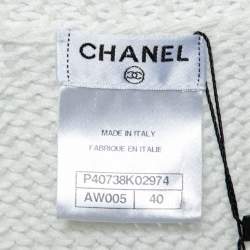 CHANEL
MADE IN ITALY
FABRIQUE EN ITALIE
P40738K02974
AW005 40